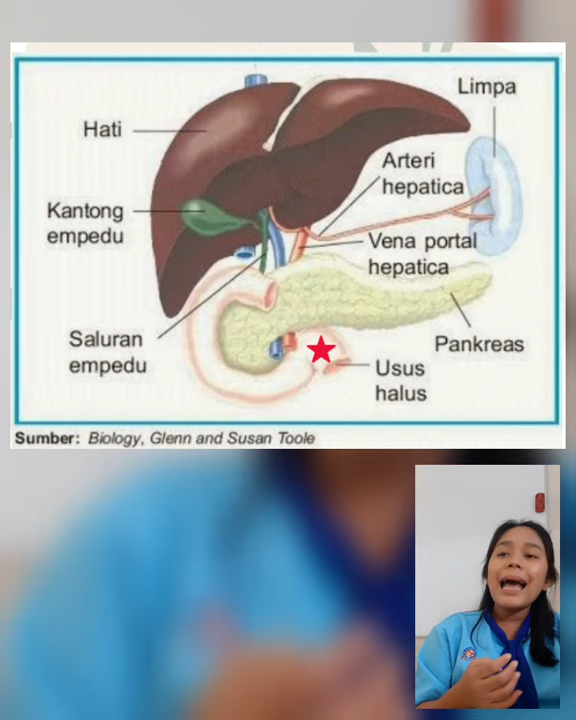 Limpa
Hati
Arteri
hepatica
Kantong
empedu
Vena portal
hepatica
Saluran
empedu
Pankreas
Usus
halus
Sumber: Biology, Glenn and Susan Toole